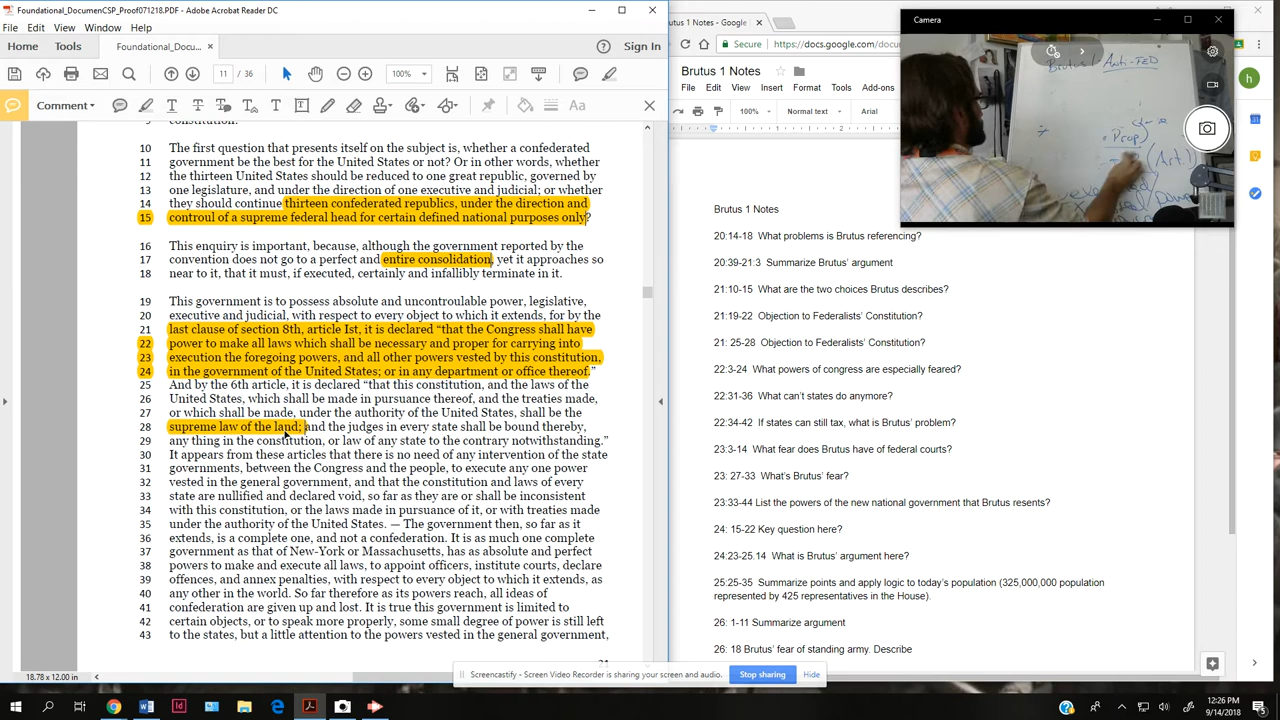 Foundational_DocumenCSP_Proof071218.PDF - Adobe Acrobat Reader DC
File Edit View Window Help
Home Tools Foundational_Docu... Sign In
11 / 36 100%
Comment
constitution.
10 The first question that presents itself on the subject is, whether a confederated
11 government be the best for the United States or not? Or in other words, whether
12 the thirteen United States should be reduced to one great republic, governed by
13 one legislature, and under the direction of one executive and judicial; or whether
14 they should continue thirteen confederated republics, under the direction and
15 controul of a supreme federal head for certain defined national purposes only?
16 This enquiry is important, because, although the government reported by the
17 convention does not go to a perfect and entire consolidation, yet it approaches so
18 near to it, that it must, if executed, certainly and infallibly terminate in it.
19 This government is to possess absolute and uncontroulable power, legislative,
20 executive and judicial, with respect to every object to which it extends, for by the
21 last clause of section 8th, article Ist, it is declared “that the Congress shall have
22 power to make all laws which shall be necessary and proper for carrying into
23 execution the foregoing powers, and all other powers vested by this constitution,
24 in the government of the United States; or in any department or office thereof.”
25 And by the 6th article, it is declared “that this constitution, and the laws of the
26 United States, which shall be made in pursuance thereof, and the treaties made,
27 or which shall be made, under the authority of the United States, shall be the
28 supreme law of the land; and the judges in every state shall be bound thereby,
29 any thing in the constitution, or law of any state to the contrary notwithstanding.”
30 It appears from these articles that there is no need of any intervention of the state
31 governments, between the Congress and the people, to execute any one power
32 vested in the general government, and that the constitution and laws of every
33 state are nullified and declared void, so far as they are or shall be inconsistent
34 with this constitution, or the laws made in pursuance of it, or with treaties made
35 under the authority of the United States. — The government then, so far as it
36 extends, is a complete one, and not a confederation. It is as much one complete
37 government as that of New-York or Massachusetts, has as absolute and perfect
38 powers to make and execute all laws, to appoint officers, institute courts, declare
39 offences, and annex penalties, with respect to every object to which it extends, as
40 any other in the world. So far therefore as its powers reach, all ideas of
41 confederation are given up and lost. It is true this government is limited to
42 certain objects, or to speak more properly, some small degree of power is still left
43 to the states, but a little attention to the powers vested in the general government,
18.78 x 12.00 in
Brutus 1 Notes - Google
Secure https://docs.google.com/docu
Brutus 1 Notes
File Edit View Insert Format Tools Add-ons
100% Normal text Arial
Brutus 1 Notes
20:14-18 What problems is Brutus referencing?
20:39-21:3 Summarize Brutus’ argument
21:10-15 What are the two choices Brutus describes?
21:19-22 Objection to Federalists’ Constitution?
21: 25-28 Objection to Federalists’ Constitution?
22:3-24 What powers of congress are especially feared?
22:31-36 What can’t states do anymore?
22:34-42 If states can still tax, what is Brutus’ problem?
23:3-14 What fear does Brutus have of federal courts?
23: 27-33 What’s Brutus’ fear?
23:33-44 List the powers of the new national government that Brutus resents?
24: 15-22 Key question here?
24:23-25.14 What is Brutus’ argument here?
25:25-35 Summarize points and apply logic to today’s population (325,000,000 population
represented by 425 representatives in the House).
26: 1-11 Summarize argument
26: 18 Brutus’ fear of standing army. Describe
Camera
Brutus 1 Anti-FED
Prop
(Art.)
h
Screencastify - Screen Video Recorder is sharing your screen and audio. Stop sharing Hide
12:26 PM
9/14/2018
5